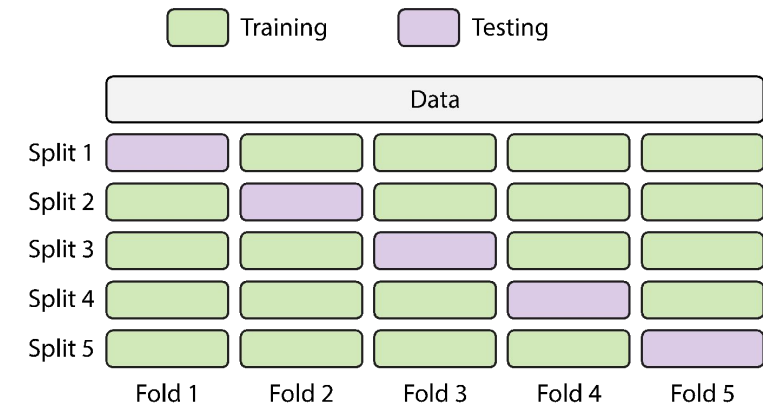 Training Testing
Data
Split 1
Split 2
Split 3
Split 4
Split 5
Fold 1 Fold 2 Fold 3 Fold 4 Fold 5